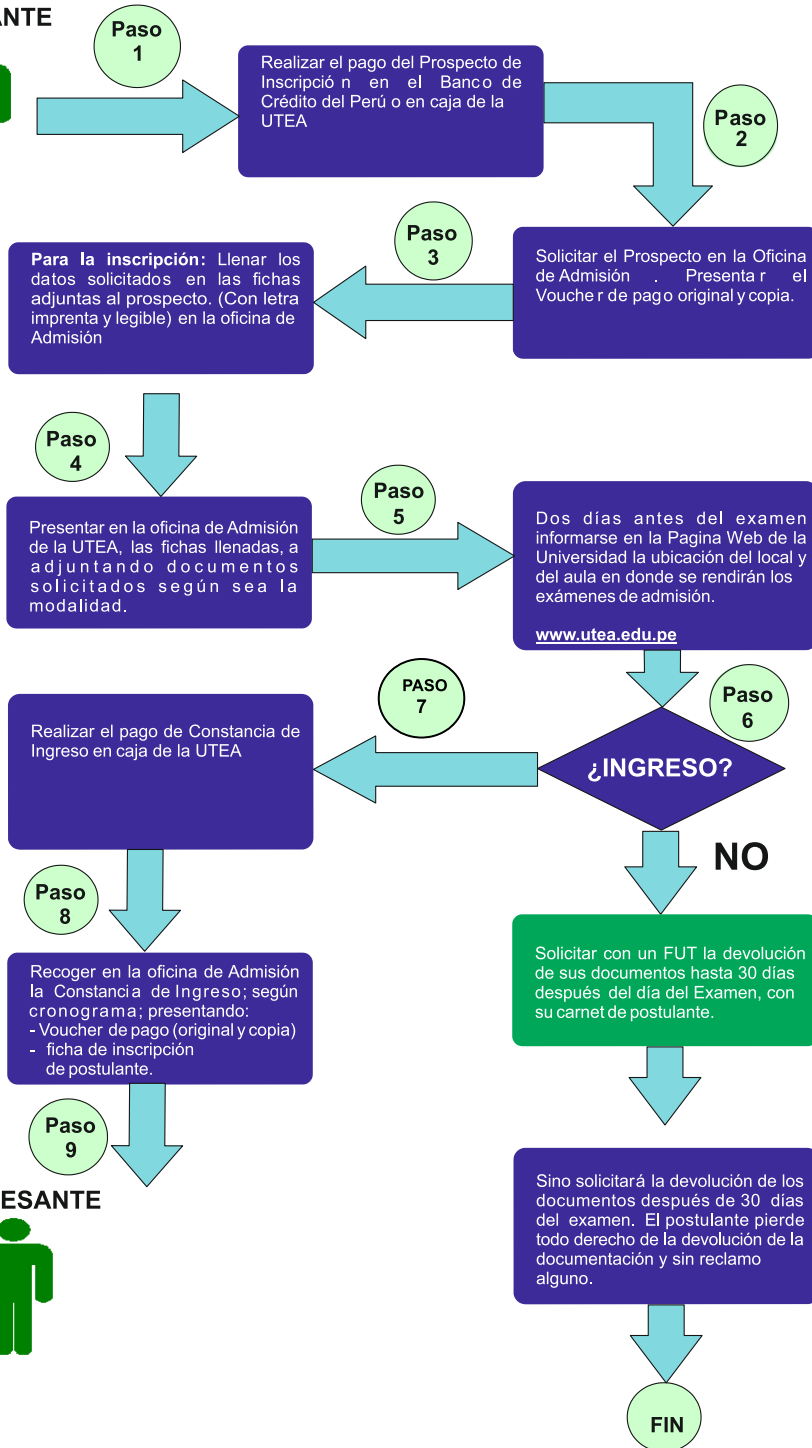 ANTE
Paso
1
Realizar el pago del Prospecto de
Inscripció n en el Banco de
Crédito del Perú o en caja de la
UTEA
Paso
2
Solicitar el Prospecto en la Oficina
de Admisión . Presenta r el
Vouche r de pago original y copia.
Paso
3
Para la inscripción: Llenar los
datos solicitados en las fichas
adjuntas al prospecto. (Con letra
imprenta y legible) en la oficina de
Admisión
Paso
4
Presentar en la oficina de Admisión
de la UTEA, las fichas llenadas, a
adjuntando documentos
solicitados según sea la
modalidad.
Paso
5
Dos días antes del examen
informarse en la Pagina Web de la
Universidad la ubicación del local y
del aula en donde se rendirán los
exámenes de admisión.
www.utea.edu.pe
Paso
6
¿INGRESO?
PASO
7
Realizar el pago de Constancia de
Ingreso en caja de la UTEA
NO
Paso
8
Recoger en la oficina de Admisión
la Constancia de Ingreso; según
cronograma; presentando:
- Voucher de pago (original y copia)
- ficha de inscripción
de postulante.
Solicitar con un FUT la devolución
de sus documentos hasta 30 días
después del día del Examen, con
su carnet de postulante.
Paso
9
ESANTE
Sino solicitará la devolución de los
documentos después de 30 días
del examen. El postulante pierde
todo derecho de la devolución de la
documentación y sin reclamo
alguno.
FIN